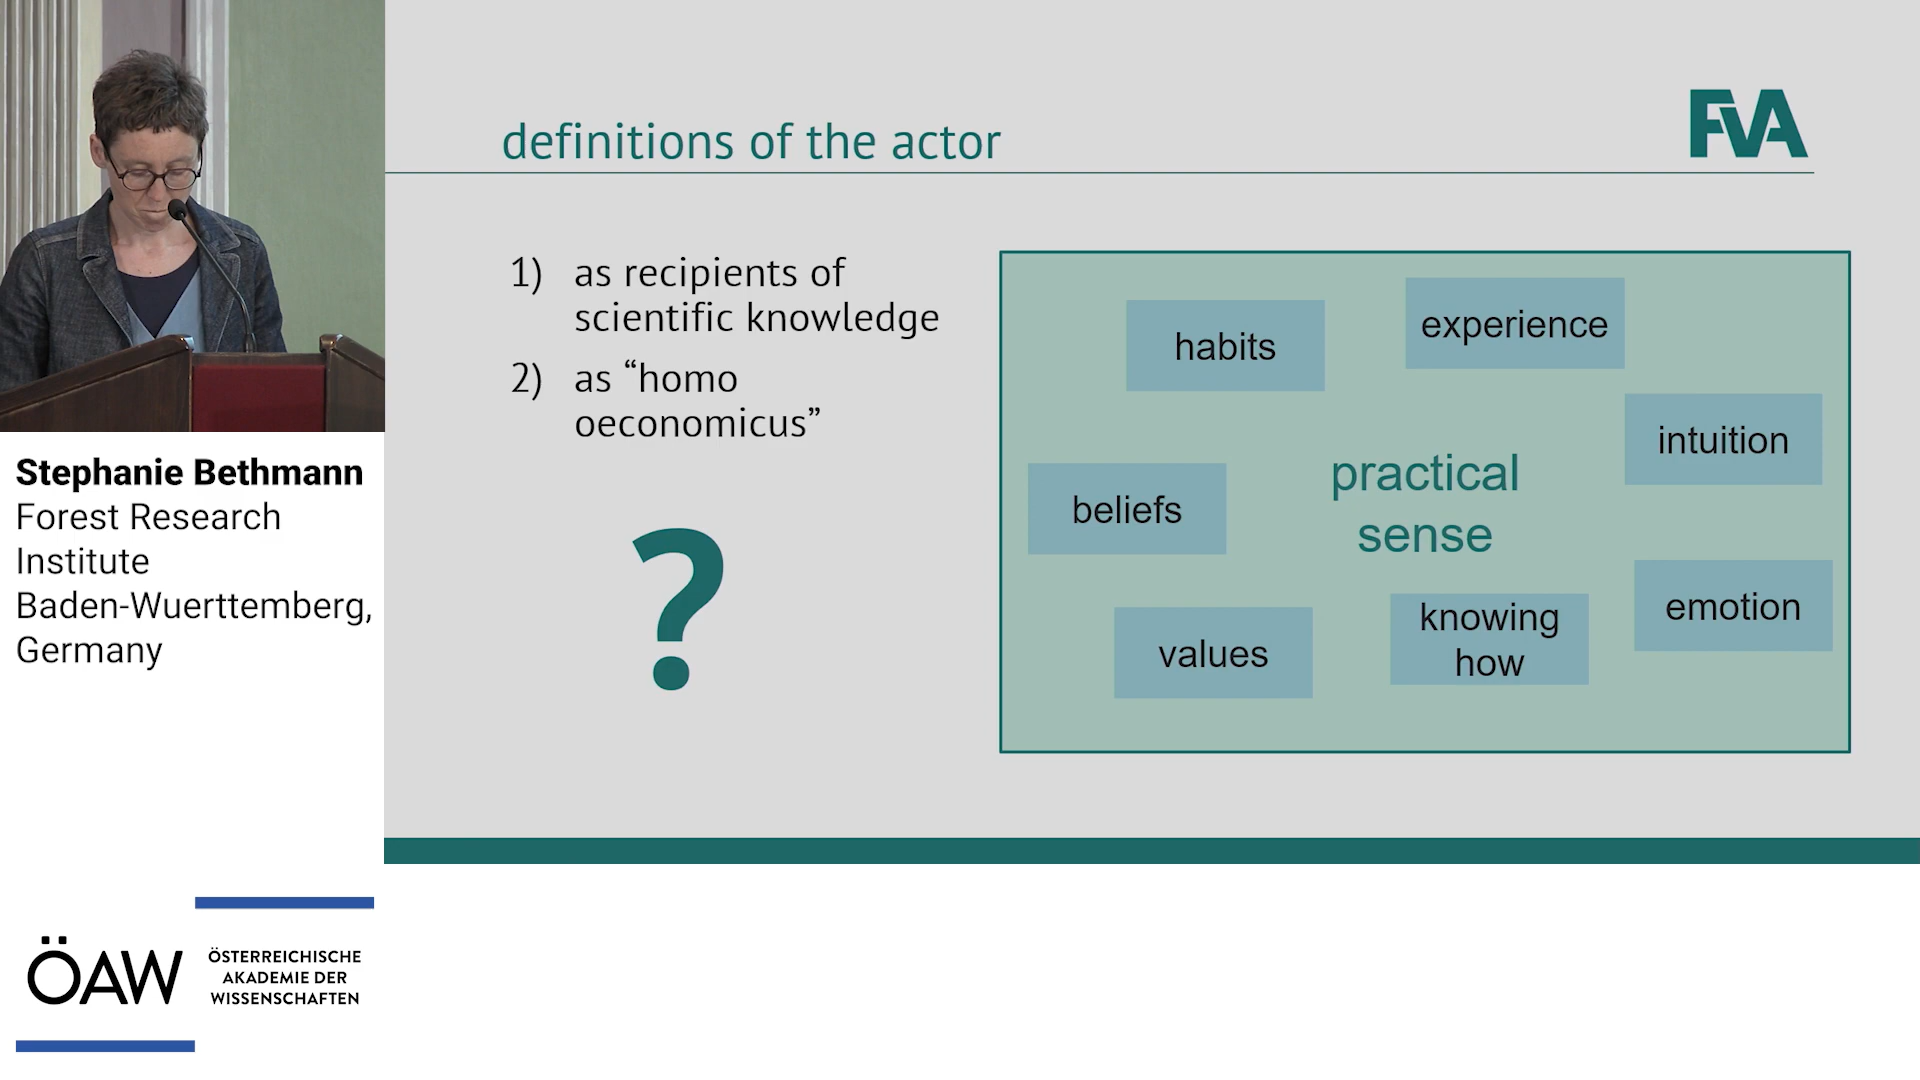 Stephanie Bethmann
Forest Research
Institute
Baden-Wuerttemberg,
Germany
ÖAW
ÖSTERREICHISCHE
AKADEMIE DER
WISSENSCHAFTEN
definitions of the actor
FVA
1) as recipients of
scientific knowledge
2) as “homo
oeconomicus”
?
habits
experience
intuition
beliefs
practical
sense
emotion
values
knowing
how